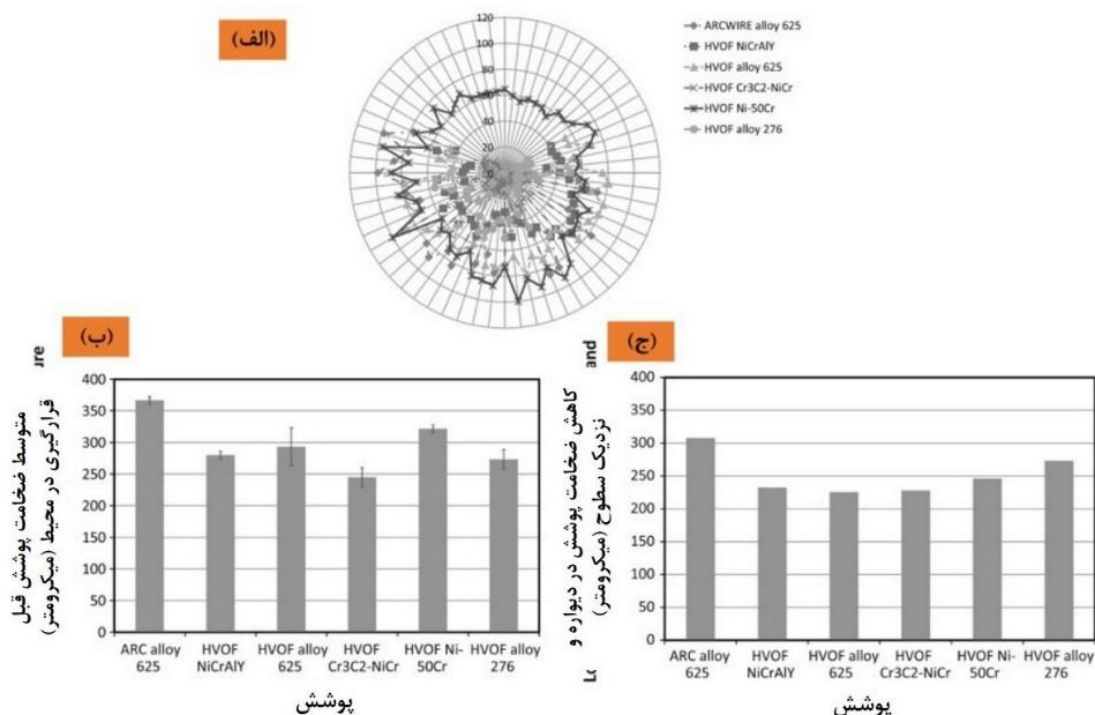 (الف)
120
100
80
60
40
20
0
ARCWIRE alloy 625
HVOF NiCrAlY
HVOF alloy 625
HVOF Cr3C2-NiCr
HVOF Ni-50Cr
HVOF alloy 276
(ب)
ure
متوسط ضخامت پوشش قبل
قرارگیری در محیط (میکرومتر)
400
350
300
250
200
150
100
50
0
ARC alloy 625
HVOF NiCrAlY
HVOF alloy 625
HVOF Cr3C2-NiCr
HVOF Ni-50Cr
HVOF alloy 276
پوشش
(ج)
and
کاهش ضخامت پوشش در دیواره و
نزدیک سطوح (میکرومتر)
400
350
300
250
200
150
100
50
0
ARC alloy 625
HVOF NiCrAlY
HVOF alloy 625
HVOF Cr3C2-NiCr
HVOF Ni-50Cr
HVOF alloy 276
پوشش